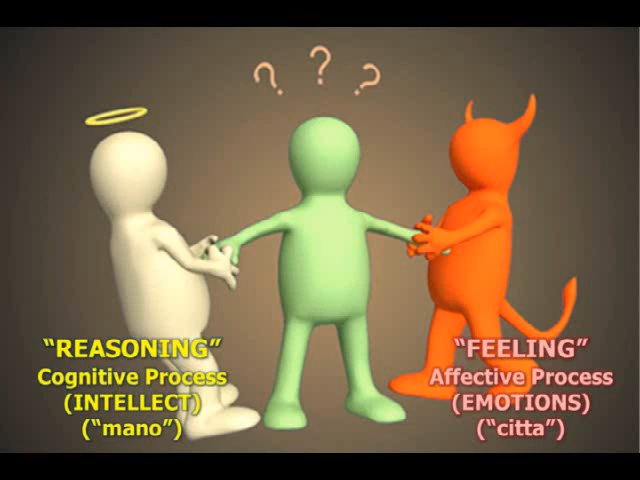 ? ? ?
“REASONING”
Cognitive Process
(INTELLECT)
(“mano”)
“FEELING”
Affective Process
(EMOTIONS)
(“citta”)